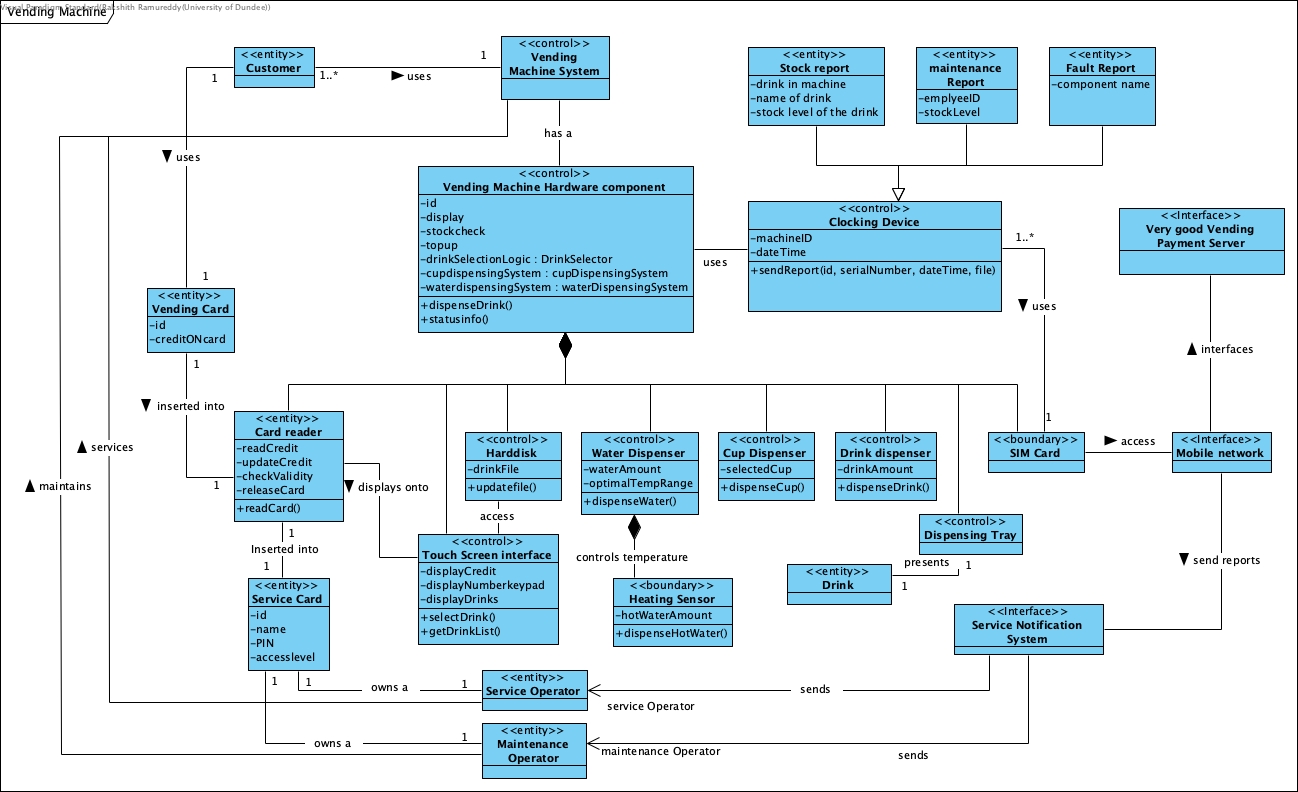 Visual Paradigm Standard(Rakshith Ramureddy(University of Dundee))
Vending Machine
<<entity>>
Customer
1
1..*
uses
1
<<control>>
Vending
Machine System
<<entity>>
Stock report
-drink in machine
-name of drink
-stock level of the drink
<<entity>>
maintenance
Report
-emplyeeID
-stockLevel
<<entity>>
Fault Report
-component name
has a
uses
<<control>>
Vending Machine Hardware component
-id
-display
-stockcheck
-topup
-drinkSelectionLogic : DrinkSelector
-cupdispensingSystem : cupDispensingSystem
-waterdispensingSystem : waterDispensingSystem
+dispenseDrink()
+statusinfo()
uses
<<control>>
Clocking Device
-machineID
-dateTime
+sendReport(id, serialNumber, dateTime, file)
1..*
uses
1
<<Interface>>
Very good Vending
Payment Server
interfaces
1
<<entity>>
Vending Card
-id
-creditONcard
1
inserted into
1
services
maintains
<<entity>>
Card reader
-readCredit
-updateCredit
-checkValidity
-releaseCard
+readCard()
displays onto
<<control>>
Harddisk
-drinkFile
+updatefile()
access
<<control>>
Water Dispenser
-waterAmount
-optimalTempRange
+dispenseWater()
<<control>>
Cup Dispenser
-selectedCup
+dispenseCup()
<<control>>
Drink dispenser
-drinkAmount
+dispenseDrink()
<<boundary>>
SIM Card
access
<<Interface>>
Mobile network
<<control>>
Touch Screen interface
-displayCredit
-displayNumberkeypad
-displayDrinks
+selectDrink()
+getDrinkList()
controls temperature
<<boundary>>
Heating Sensor
-hotWaterAmount
+dispenseHotWater()
<<control>>
Dispensing Tray
presents
1
1
<<entity>>
Drink
send reports
1
Inserted into
1
<<entity>>
Service Card
-id
-name
-PIN
-accesslevel
<<Interface>>
Service Notification
System
1
1
owns a
1
<<entity>>
Service Operator
sends
service Operator
owns a
1
<<entity>>
Maintenance
Operator
maintenance Operator
sends